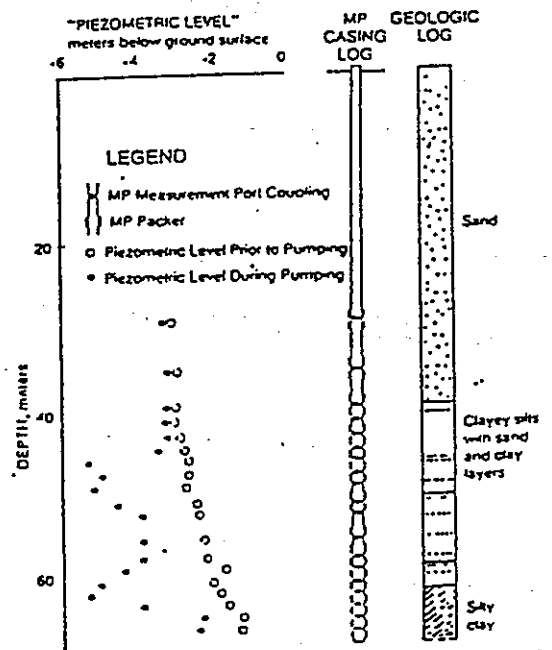 "PIEZOMETRIC LEVEL"
meters below ground surface
-6
-4
-2
0
MP
CASING
LOG
GEOLOGIC
LOG
LEGEND
MP Measurement Port Coupling
MP Packer
Piezometric Level Prior to Pumping
Piezometric Level During Pumping
20
40
60
DEPTH, meters
Sand
Clayey silts
with sand
and clay
layers
Silty
clay